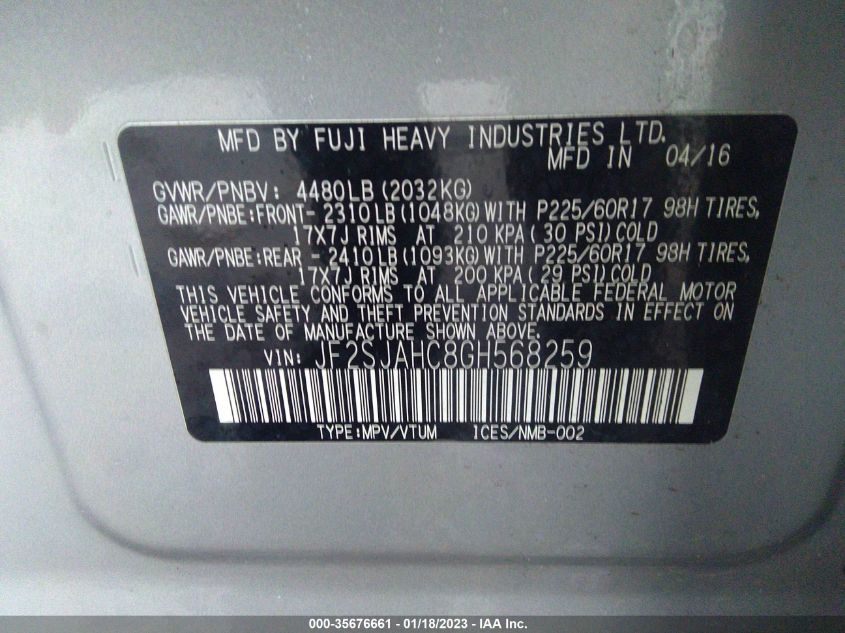 MFD BY FUJI HEAVY INDUSTRIES LTD.
MFD IN 04/16
GVWR/PNBV: 4480LB (2032KG)
GAWR/PNBE:FRONT- 2310LB (1048KG) WITH P225/60R17 98H TIRES,
17X7J RIMS AT 210 KPA ( 30 PSI) COLD
GAWR/PNBE:REAR - 2410LB (1093KG) WITH P225/60R17 98H TIRES,
17X7J RIMS AT 200 KPA ( 29 PSI) COLD
THIS VEHICLE CONFORMS TO ALL APPLICABLE FEDERAL MOTOR
VEHICLE SAFETY AND THEFT PREVENTION STANDARDS IN EFFECT ON
THE DATE OF MANUFACTURE SHOWN ABOVE.
VIN: JF2SJAHC8GH568259
TYPE:MPV/VTUM ICES/NMB-002
000-35676661 - 01/18/2023 - IAA Inc.